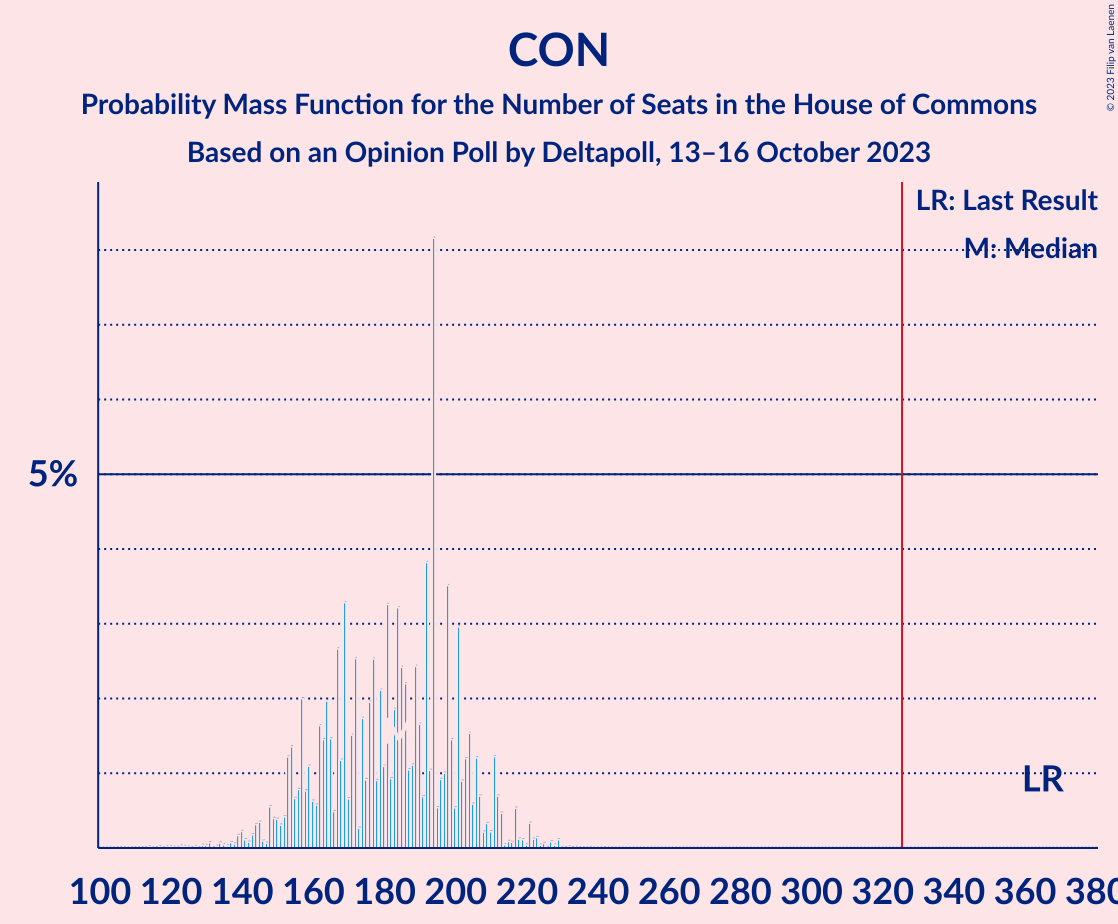 CON
Probability Mass Function for the Number of Seats in the House of Commons
Based on an Opinion Poll by Deltapoll, 13–16 October 2023
© 2023 Filip van Laenen
LR: Last Result
M: Median
5%
LR
100 120 140 160 180 200 220 240 260 280 300 320 340 360 380